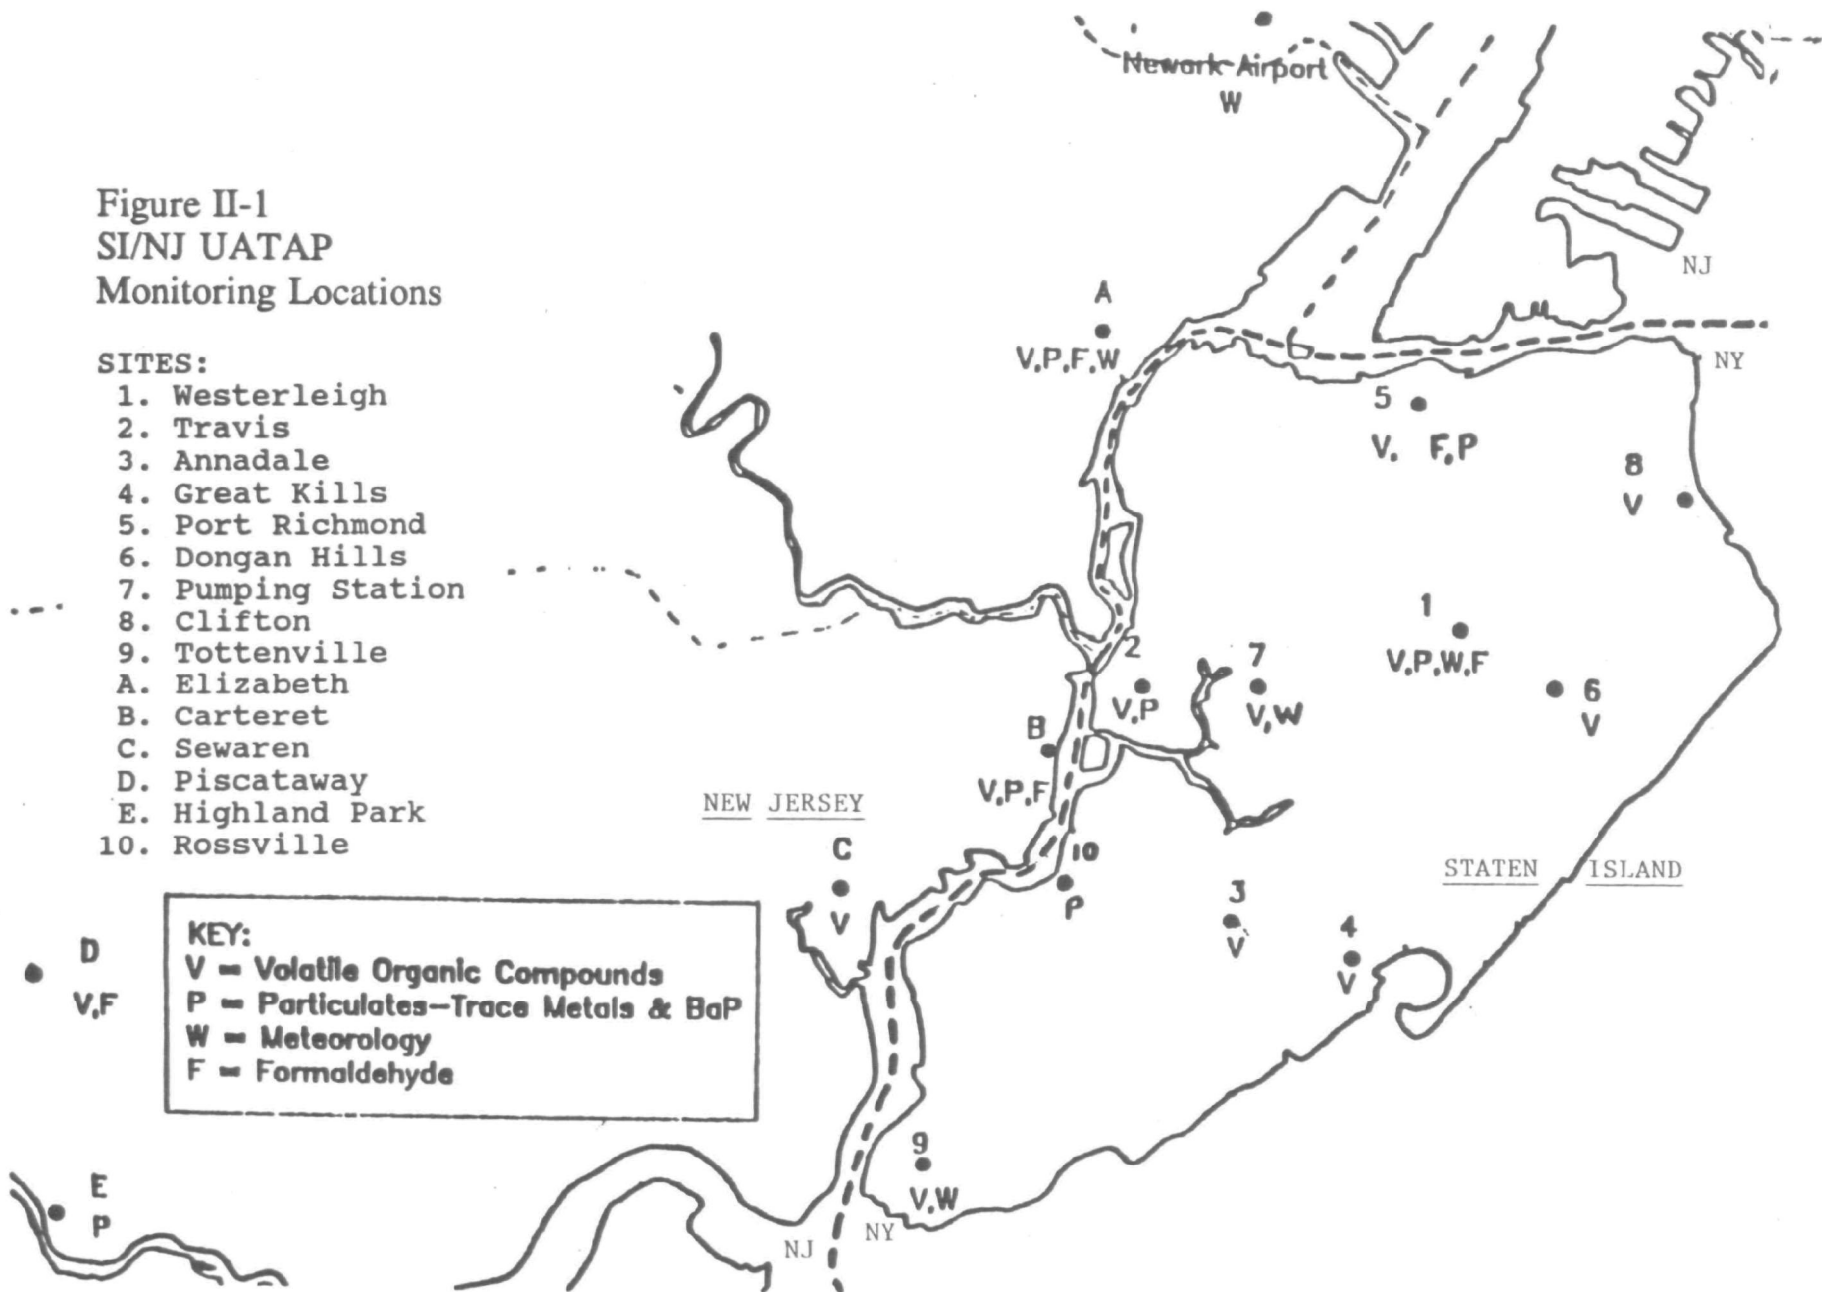 Newark Airport
W
Figure II-1
SI/NJ UATAP
Monitoring Locations
NJ
A
V,P,F,W
NY
SITES:
1. Westerleigh
2. Travis
3. Annadale
4. Great Kills
5. Port Richmond
6. Dongan Hills
7. Pumping Station
8. Clifton
9. Tottenville
A. Elizabeth
B. Carteret
C. Sewaren
D. Piscataway
E. Highland Park
10. Rossville
5
V. F,P
8
V
1
V,P,W,F
2
V,P
7
V,W
6
V
B
V,P,F
NEW JERSEY
C
V
10
P
STATEN ISLAND
3
V
4
V
D
V,F
KEY:
V = Volatile Organic Compounds
P = Particulates-Trace Metals & BaP
W = Meteorology
F = Formaldehyde
9
V,W
E
P
NJ
NY